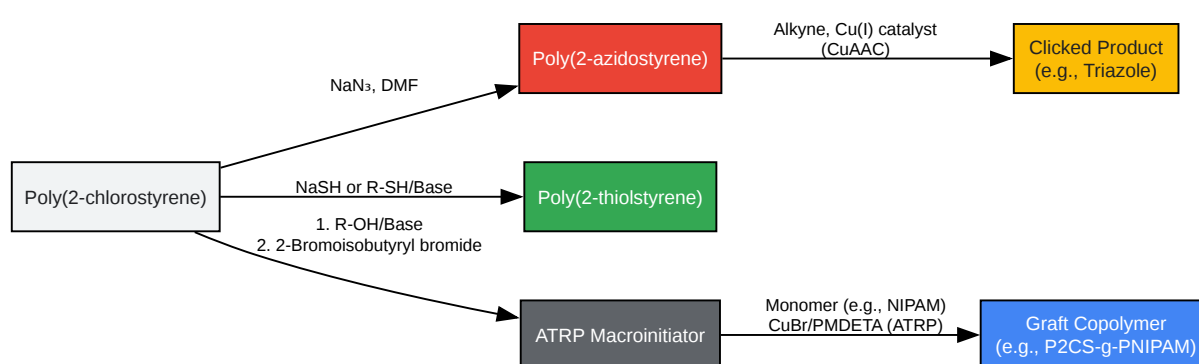 Poly(2-chlorostyrene)
NaN₃, DMF
Poly(2-azidostyrene)
Alkyne, Cu(I) catalyst
(CuAAC)
Clicked Product
(e.g., Triazole)
NaSH or R-SH/Base
Poly(2-thiolstyrene)
1. R-OH/Base
2. 2-Bromoisobutyryl bromide
ATRP Macroinitiator
Monomer (e.g., NIPAM)
CuBr/PMDETA (ATRP)
Graft Copolymer
(e.g., P2CS-g-PNIPAM)